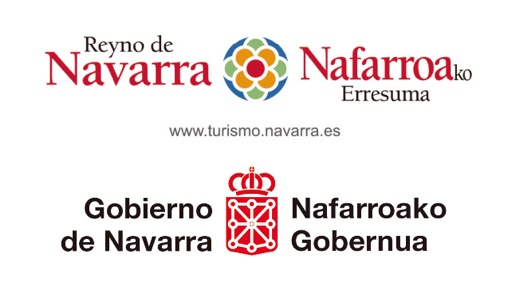 Reyno de
Navarra
Nafarroako
Erresuma
www.turismo.navarra.es
Gobierno
de Navarra
Nafarroako
Gobernua